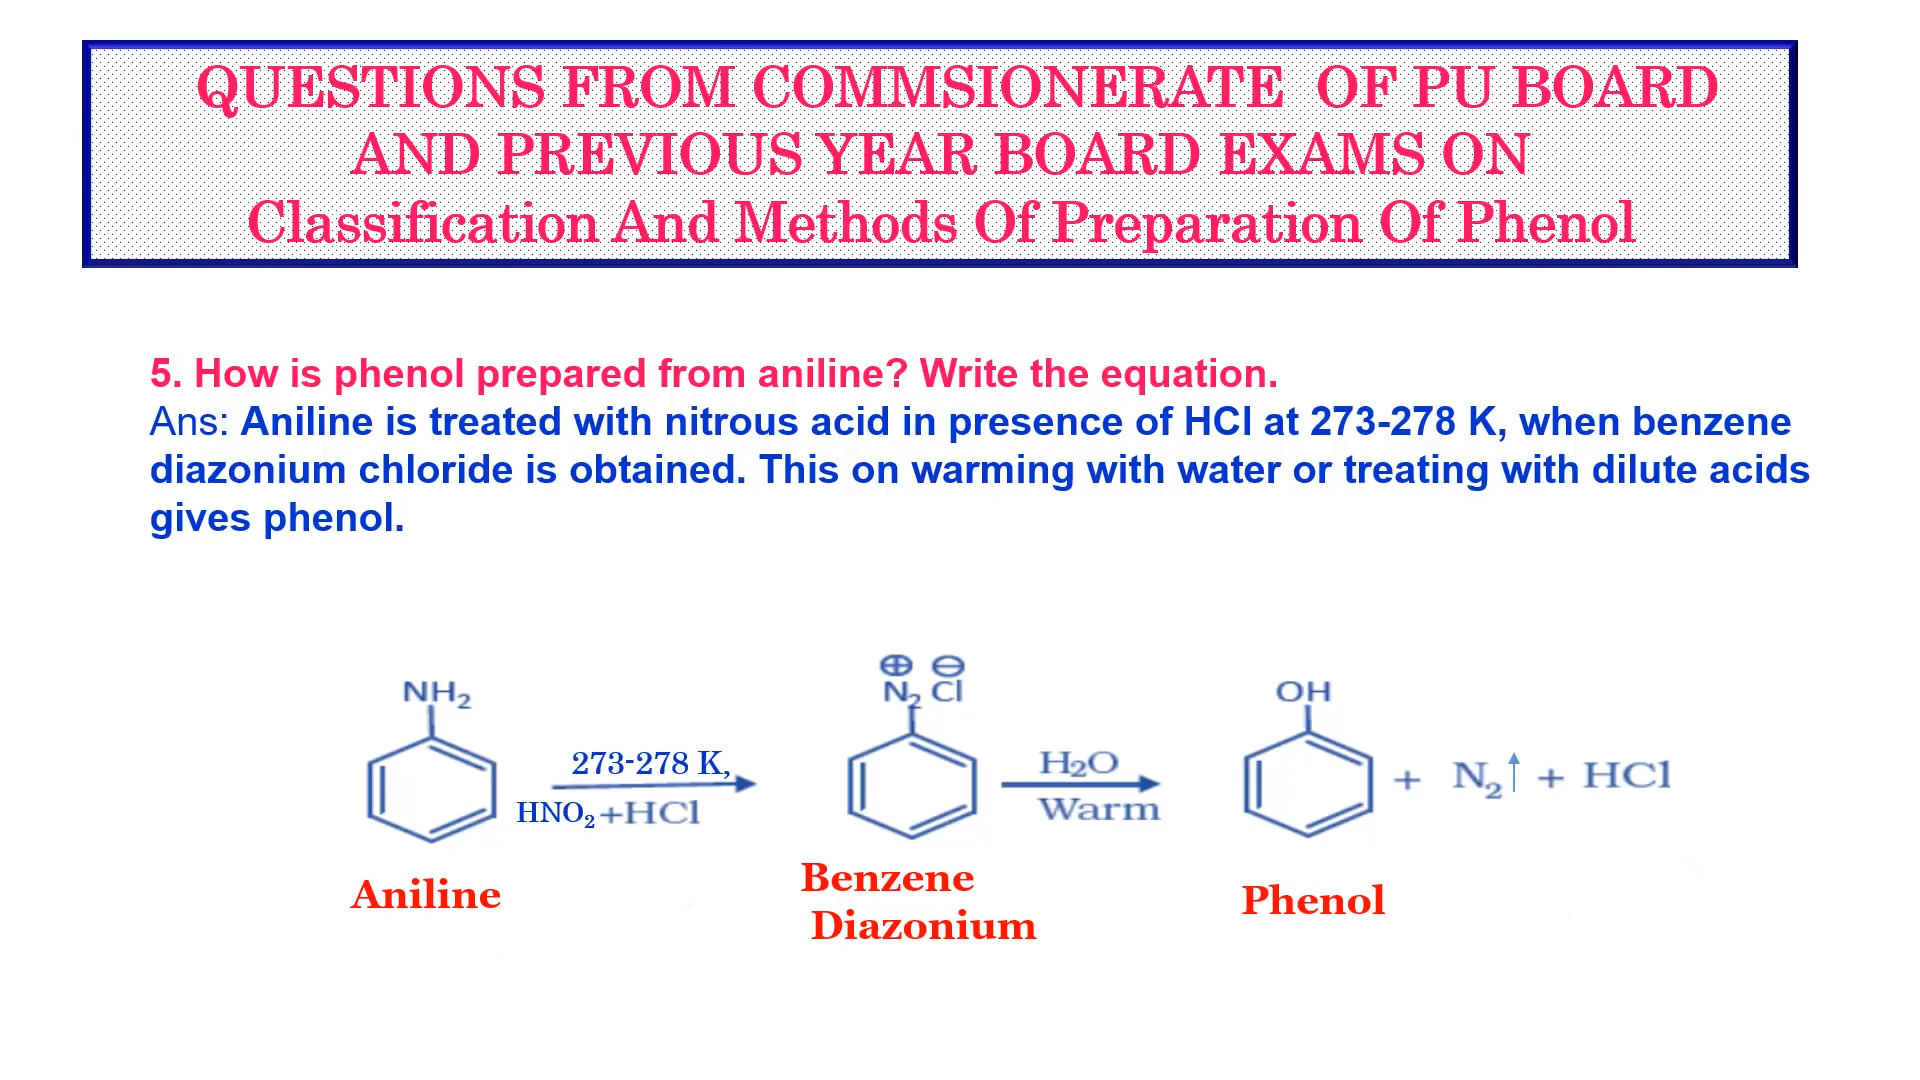 QUESTIONS FROM COMMSIONERATE OF PU BOARD
AND PREVIOUS YEAR BOARD EXAMS ON
Classification And Methods Of Preparation Of Phenol
5. How is phenol prepared from aniline? Write the equation.
Ans: Aniline is treated with nitrous acid in presence of HCl at 273-278 K, when benzene
diazonium chloride is obtained. This on warming with water or treating with dilute acids
gives phenol.
⊕ ⊖
NH₂
N₂ Cl
OH
273-278 K,
HNO₂ +HCl
H₂O
Warm
+ N₂↑ + HCl
Aniline
Benzene
Diazonium
Phenol